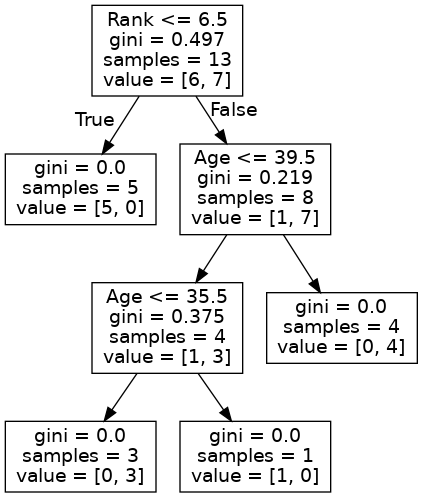 Rank <= 6.5
gini = 0.497
samples = 13
value = [6, 7]
True
False
gini = 0.0
samples = 5
value = [5, 0]
Age <= 39.5
gini = 0.219
samples = 8
value = [1, 7]
Age <= 35.5
gini = 0.375
samples = 4
value = [1, 3]
gini = 0.0
samples = 4
value = [0, 4]
gini = 0.0
samples = 3
value = [0, 3]
gini = 0.0
samples = 1
value = [1, 0]